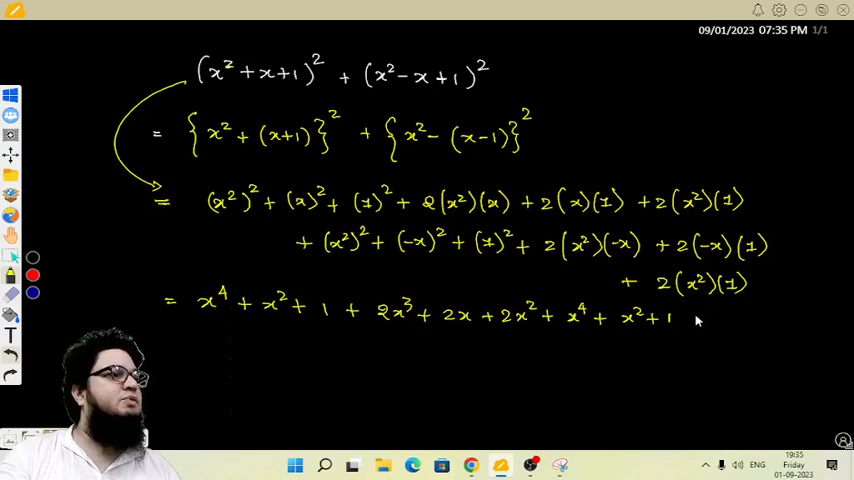 09/01/2023 07:35 PM 1/1
(x² + x + 1)² + (x² - x + 1)²
= {x² + (x+1)}² + {x² - (x-1)}²
= (x²)² + (x)² + (1)² + 2(x²)(x) + 2(x)(1) + 2(x²)(1)
+ (x²)² + (-x)² + (1)² + 2(x²)(-x) + 2(-x)(1)
+ 2(x²)(1)
= x⁴ + x² + 1 + 2x³ + 2x + 2x² + x⁴ + x² + 1
T
ENG
19:35
Friday
01-09-2023